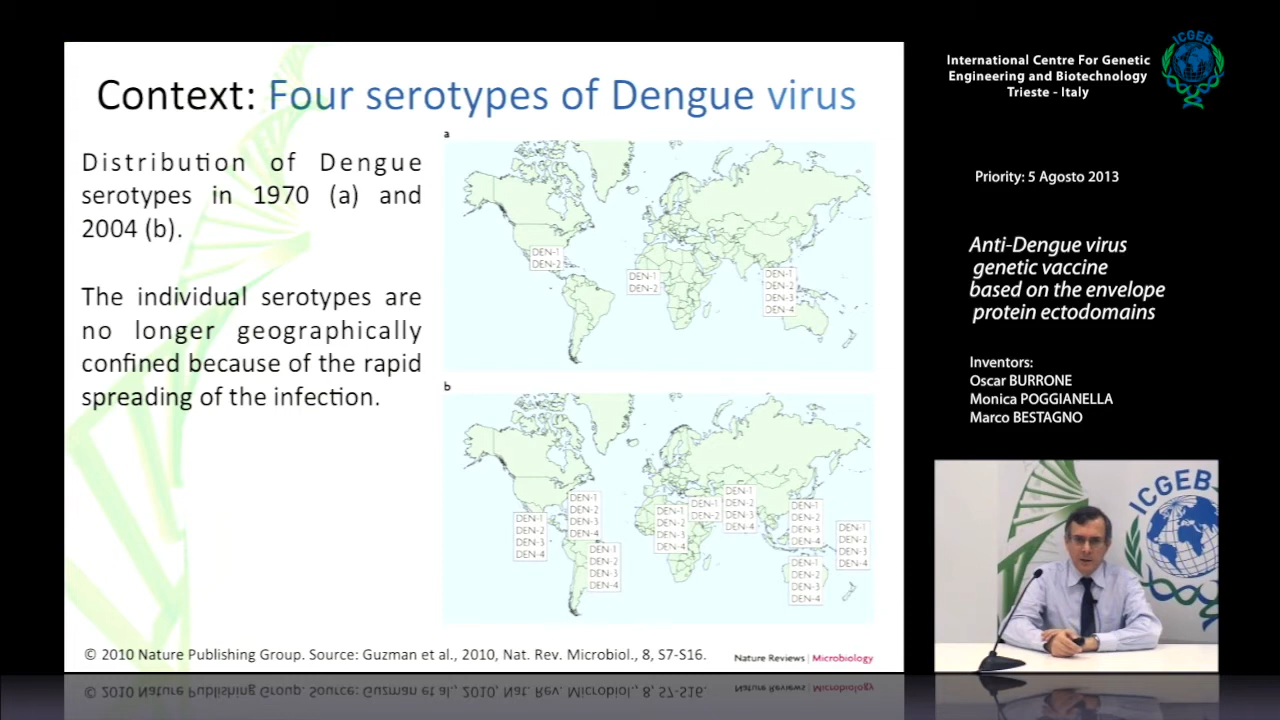 Context: Four serotypes of Dengue virus
Distribution of Dengue
serotypes in 1970 (a) and
2004 (b).
The individual serotypes are
no longer geographically
confined because of the rapid
spreading of the infection.
a
DEN-1
DEN-2
DEN-1
DEN-2
DEN-1
DEN-2
DEN-3
DEN-4
b
DEN-1
DEN-2
DEN-3
DEN-4
DEN-1
DEN-2
DEN-3
DEN-4
DEN-1
DEN-2
DEN-3
DEN-4
DEN-1
DEN-2
DEN-3
DEN-4
DEN-1
DEN-2
DEN-1
DEN-2
DEN-3
DEN-4
DEN-1
DEN-2
DEN-3
DEN-4
DEN-1
DEN-2
DEN-3
DEN-4
DEN-1
DEN-2
DEN-3
DEN-4
© 2010 Nature Publishing Group. Source: Guzman et al., 2010, Nat. Rev. Microbiol., 8, S7-S16.
Nature Reviews | Microbiology
International Centre For Genetic
Engineering and Biotechnology
Trieste - Italy
ICGEB
Priority: 5 Agosto 2013
Anti-Dengue virus
genetic vaccine
based on the envelope
protein ectodomains
Inventors:
Oscar BURRONE
Monica POGGIANELLA
Marco BESTAGNO
ICGEB